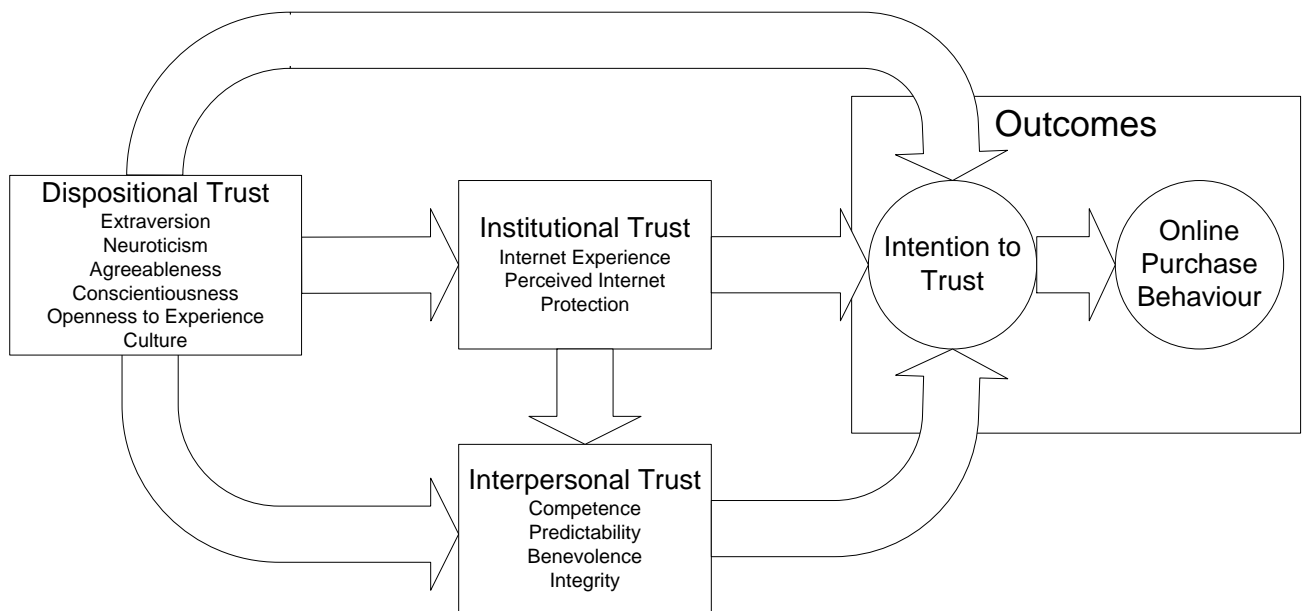 Outcomes
Dispositional Trust
Extraversion
Neuroticism
Agreeableness
Conscientiousness
Openness to Experience
Culture
Institutional Trust
Internet Experience
Perceived Internet
Protection
Intention to
Trust
Online
Purchase
Behaviour
Interpersonal Trust
Competence
Predictability
Benevolence
Integrity